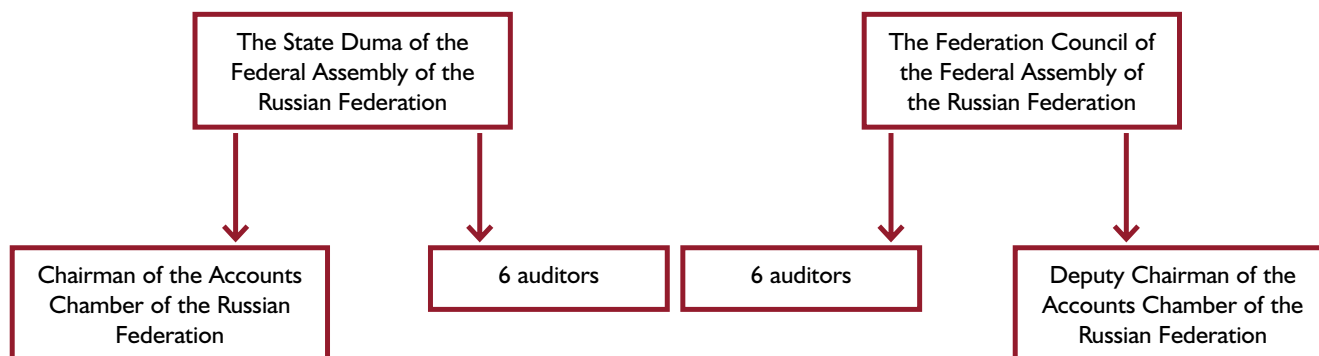 The State Duma of the
Federal Assembly of the
Russian Federation
The Federation Council of
the Federal Assembly of
the Russian Federation
Chairman of the Accounts
Chamber of the Russian
Federation
6 auditors
6 auditors
Deputy Chairman of the
Accounts Chamber of the
Russian Federation